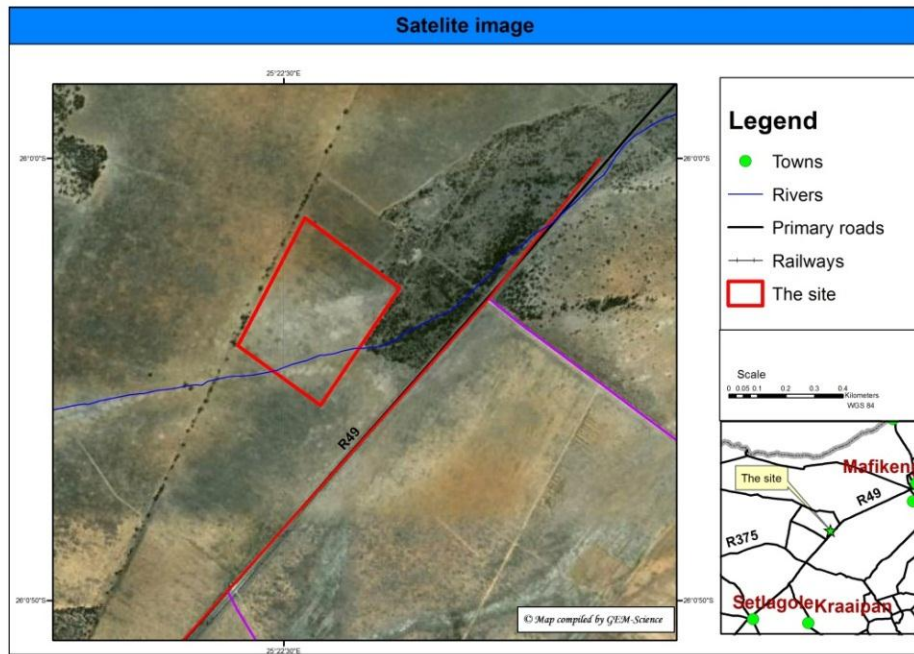 Satelite image
25°22'30"E
26°0'0"S
26°0'0"S
R49
26°0'50"S
26°0'50"S
© Map compiled by GEM-Science
25°22'30"E
Legend
Towns
Rivers
Primary roads
Railways
The site
Scale
0 0.05 0.1 0.2 0.3 0.4
Kilometers
WGS 84
Mafiken
The site
R49
R375
Setlagole
Kraaipan